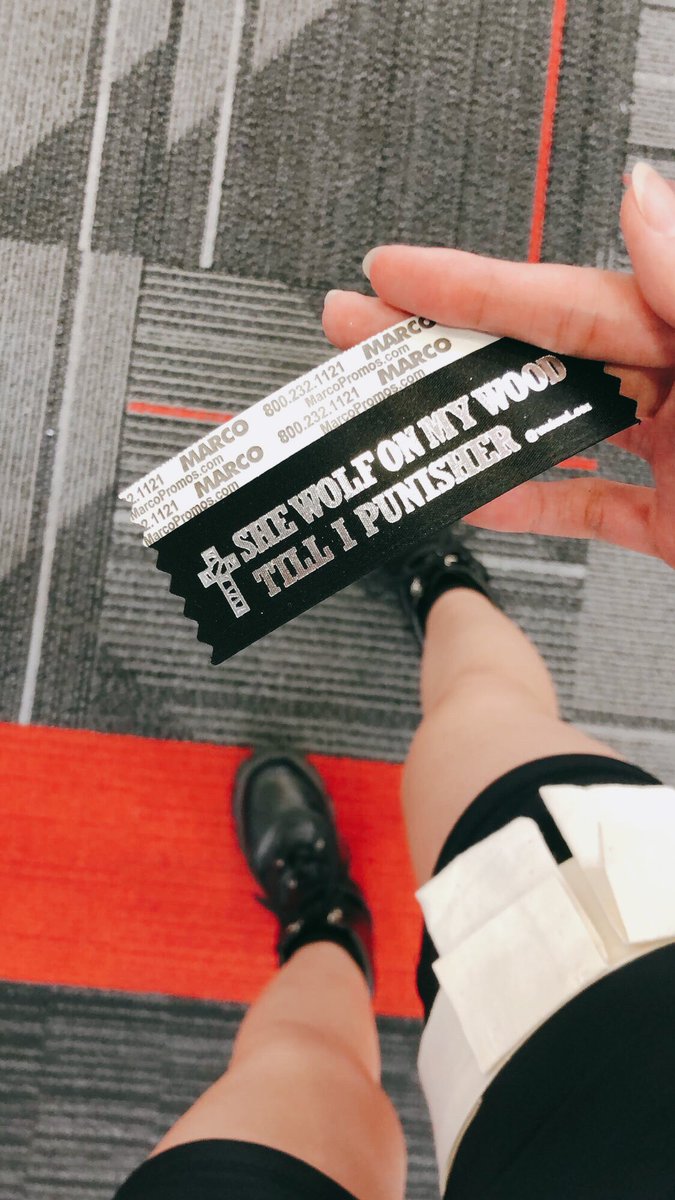 MARCO
800.232.1121
MarcoPromos.com
MARCO
800.232.1121
MarcoPromos.com
MARCO
2.1121
MarcoPromos.com
MARCO
2.1121
MarcoPromos.com
SHE WOLF ON MY WOOD
TILL I PUNISHER